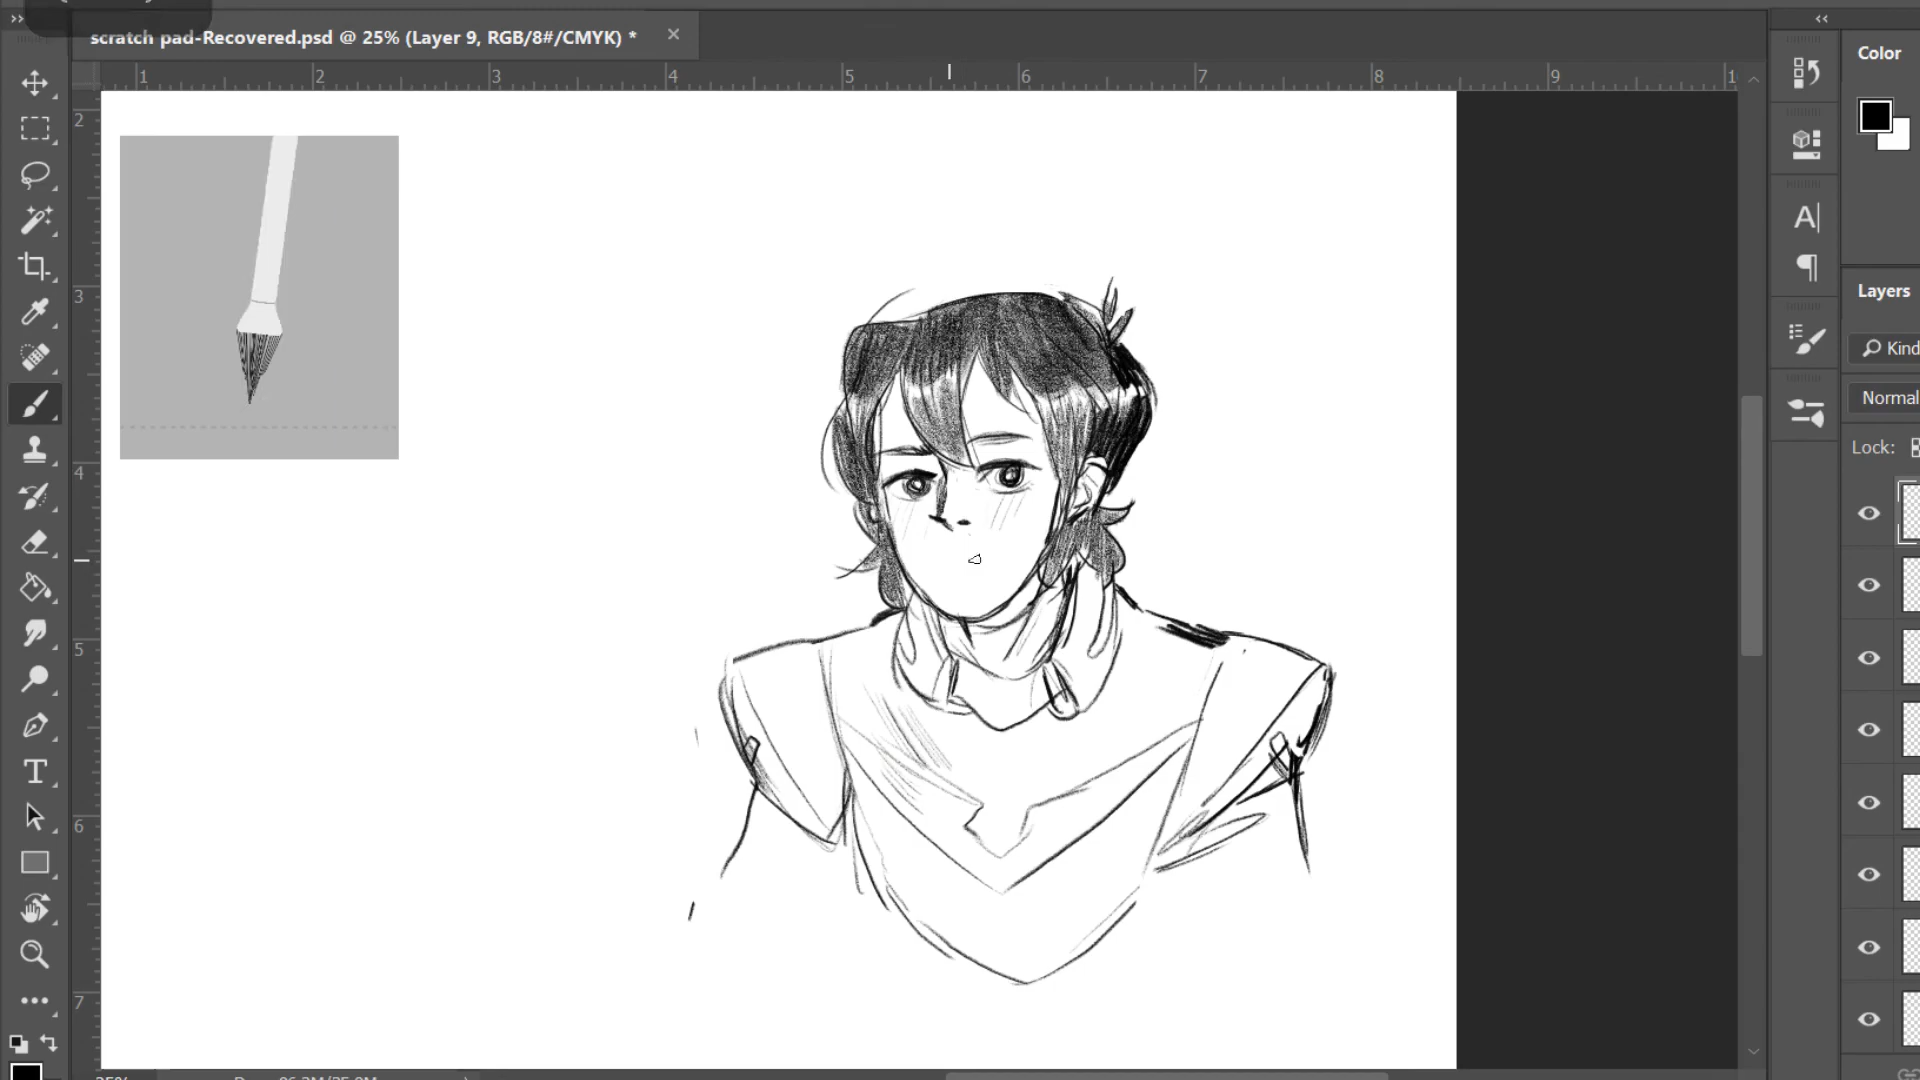 scratch pad-Recovered.psd @ 25% (Layer 9, RGB/8#/CMYK) *
Color
1 2 3 4 5 6 7 8 9
2
3
4
5
6
7
Layers
Kind
Normal
Lock: